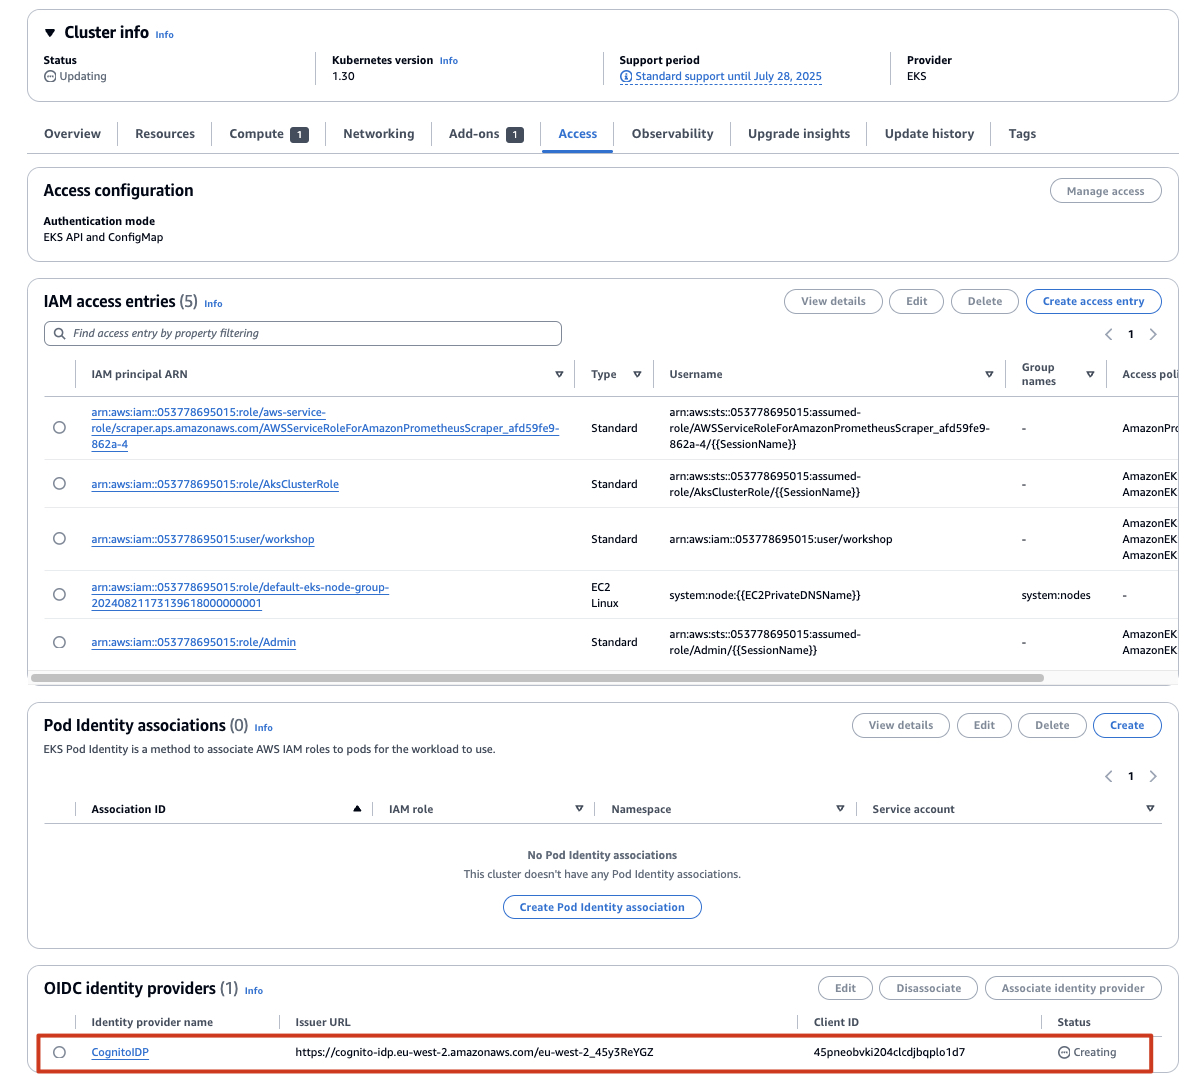 Cluster info Info
Status
Updating
Kubernetes version Info
1.30
Support period
Standard support until July 28, 2025
Provider
EKS
Overview Resources Compute 1 Networking Add-ons 1 Access Observability Upgrade insights Update history Tags
Access configuration
Manage access
Authentication mode
EKS API and ConfigMap
IAM access entries (5) Info
View details Edit Delete Create access entry
Find access entry by property filtering
1
IAM principal ARN Type Username Group names Access poli
arn:aws:iam::053778695015:role/aws-service-
role/scraper.aps.amazonaws.com/AWSServiceRoleForAmazonPrometheusScraper_afd59fe9-
862a-4
Standard
arn:aws:sts::053778695015:assumed-
role/AWSServiceRoleForAmazonPrometheusScraper_afd59fe9-
862a-4/{{SessionName}}
-
AmazonPro
arn:aws:iam::053778695015:role/AksClusterRole
Standard
arn:aws:sts::053778695015:assumed-
role/AksClusterRole/{{SessionName}}
-
AmazonEK
AmazonEK
arn:aws:iam::053778695015:user/workshop
Standard
arn:aws:iam::053778695015:user/workshop
-
AmazonEK
AmazonEK
AmazonEK
arn:aws:iam::053778695015:role/default-eks-node-group-
20240821173139618000000001
EC2
Linux
system:node:{{EC2PrivateDNSName}}
system:nodes
-
arn:aws:iam::053778695015:role/Admin
Standard
arn:aws:sts::053778695015:assumed-
role/Admin/{{SessionName}}
-
AmazonEK
AmazonEK
Pod Identity associations (0) Info
View details Edit Delete Create
EKS Pod Identity is a method to associate AWS IAM roles to pods for the workload to use.
1
Association ID IAM role Namespace Service account
No Pod Identity associations
This cluster doesn't have any Pod Identity associations.
Create Pod Identity association
OIDC identity providers (1) Info
Edit Disassociate Associate identity provider
Identity provider name Issuer URL Client ID Status
CognitoIDP https://cognito-idp.eu-west-2.amazonaws.com/eu-west-2_45y3ReYGZ 45pneobvki204clcdjbqplo1d7 Creating